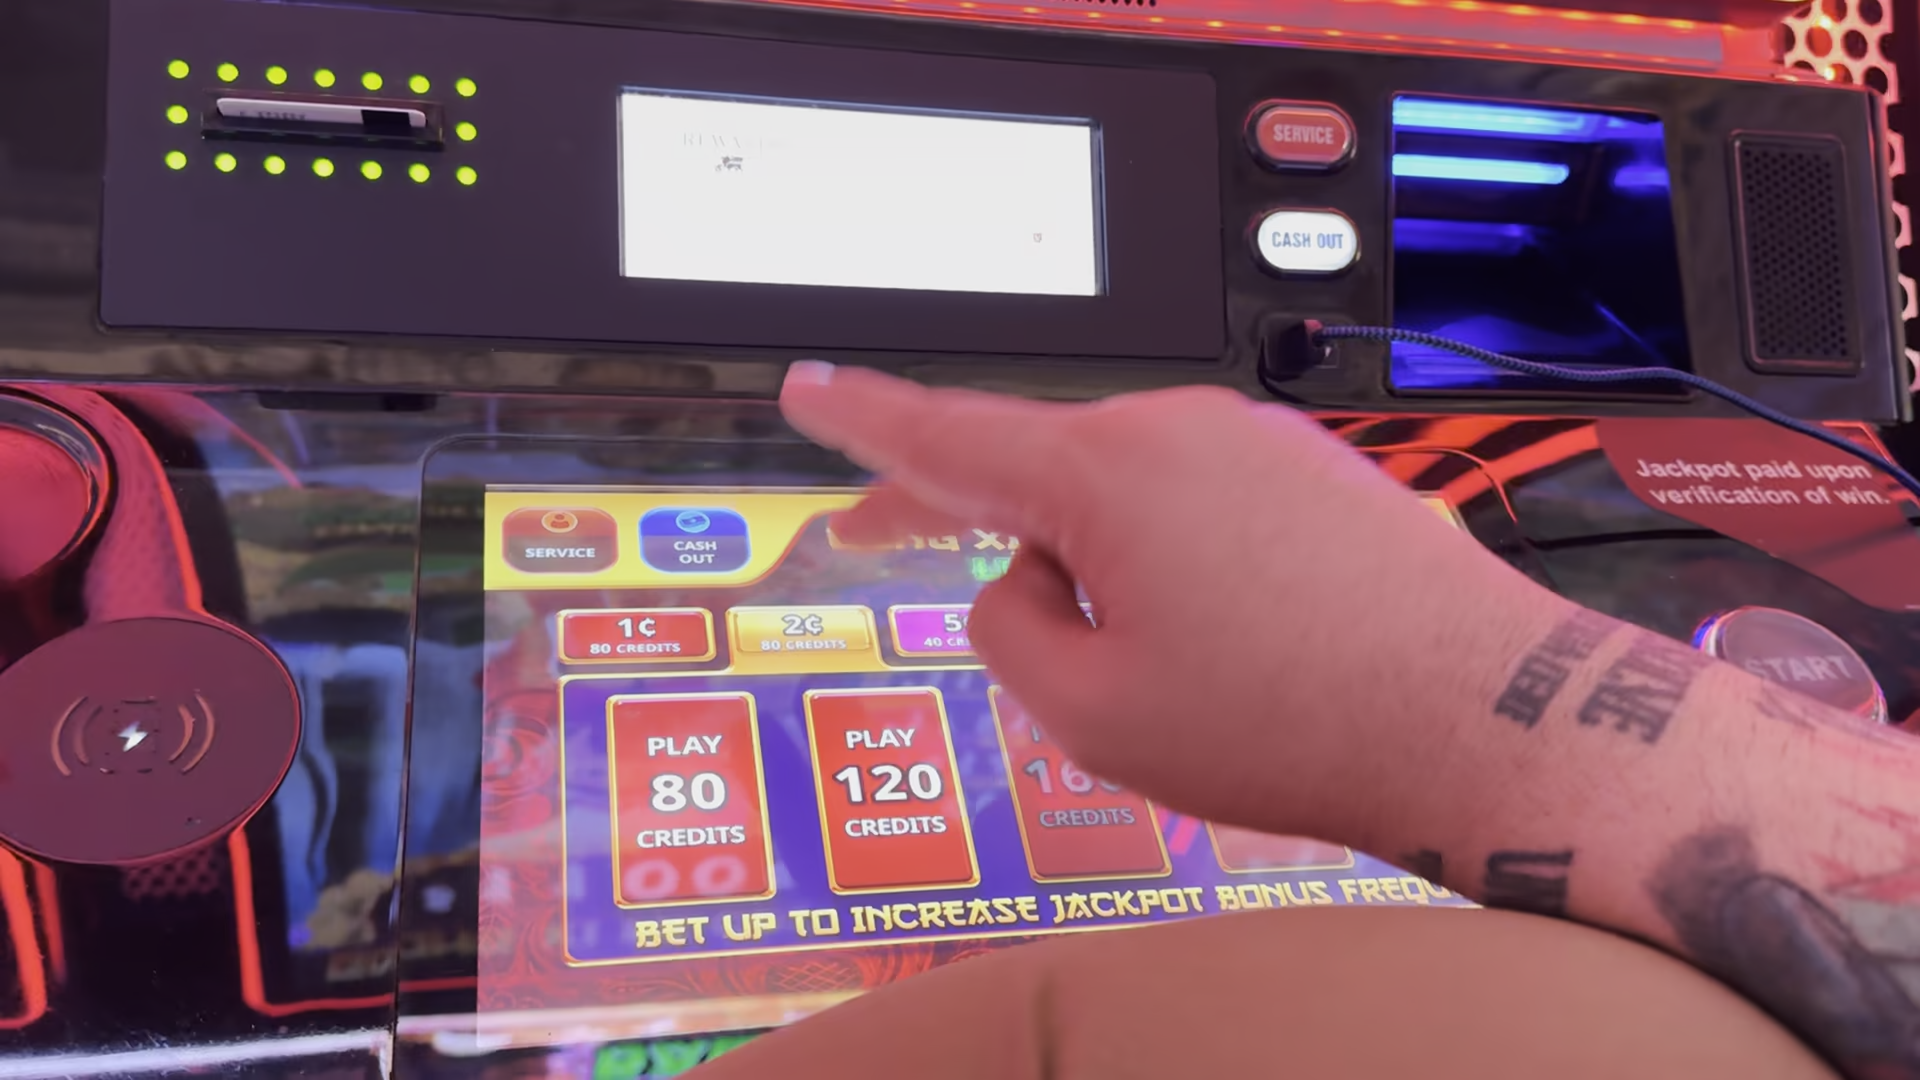 SERVICE
CASH OUT
Jackpot paid upon
verification of win.
SERVICE
CASH
OUT
1¢
80 CREDITS
2¢
80 CREDITS
START
PLAY
80
CREDITS
PLAY
120
CREDITS
CREDITS
BET UP TO INCREASE JACKPOT BONUS